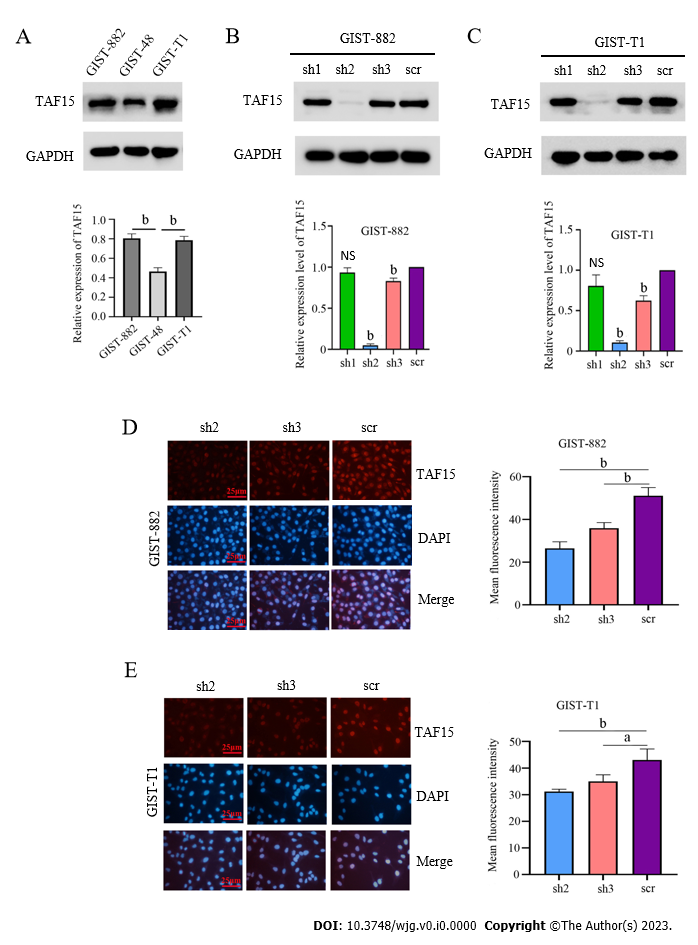 A
GIST-882
GIST-48
GIST-T1
TAF15
GAPDH
Relative expression of TAF15
1.0
0.8
0.6
0.4
0.2
0.0
b
b
GIST-882
GIST-48
GIST-T1
B
GIST-882
sh1 sh2 sh3 scr
TAF15
GAPDH
Relative expression level of TAF15
GIST-882
1.5
1.0
0.5
0
NS
b
b
sh1 sh2 sh3 scr
C
GIST-T1
sh1 sh2 sh3 scr
TAF15
GAPDH
Relative expression level of TAF15
GIST-T1
1.5
1.0
0.5
0
NS
b
b
sh1 sh2 sh3 scr
D
sh2 sh3 scr
GIST-882
25μm
TAF15
25μm
DAPI
25μm
Merge
GIST-882
Mean fluorescence intensity
60
40
20
0
b
b
sh2 sh3 scr
E
sh2 sh3 scr
GIST-T1
25μm
TAF15
25μm
DAPI
25μm
Merge
GIST-T1
Mean fluorescence intensity
50
40
30
20
10
0
b
a
sh2 sh3 scr
DOI: 10.3748/wjg.v0.i0.0000 Copyright ©The Author(s) 2023.